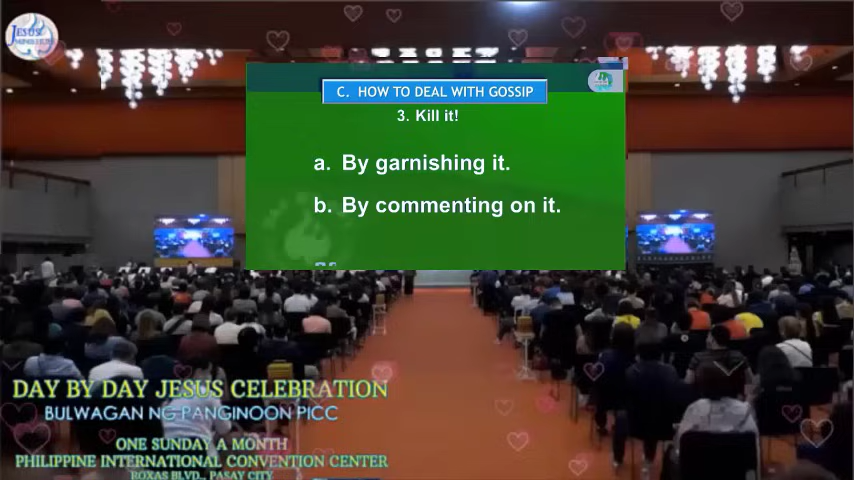 JESUS
C. HOW TO DEAL WITH GOSSIP
3. Kill it!
a. By garnishing it.
b. By commenting on it.
DAY BY DAY JESUS CELEBRATION
BULWAGAN NG PANGINOON PICC
ONE SUNDAY A MONTH
PHILIPPINE INTERNATIONAL CONVENTION CENTER
ROXAS BLVD., PASAY CITY